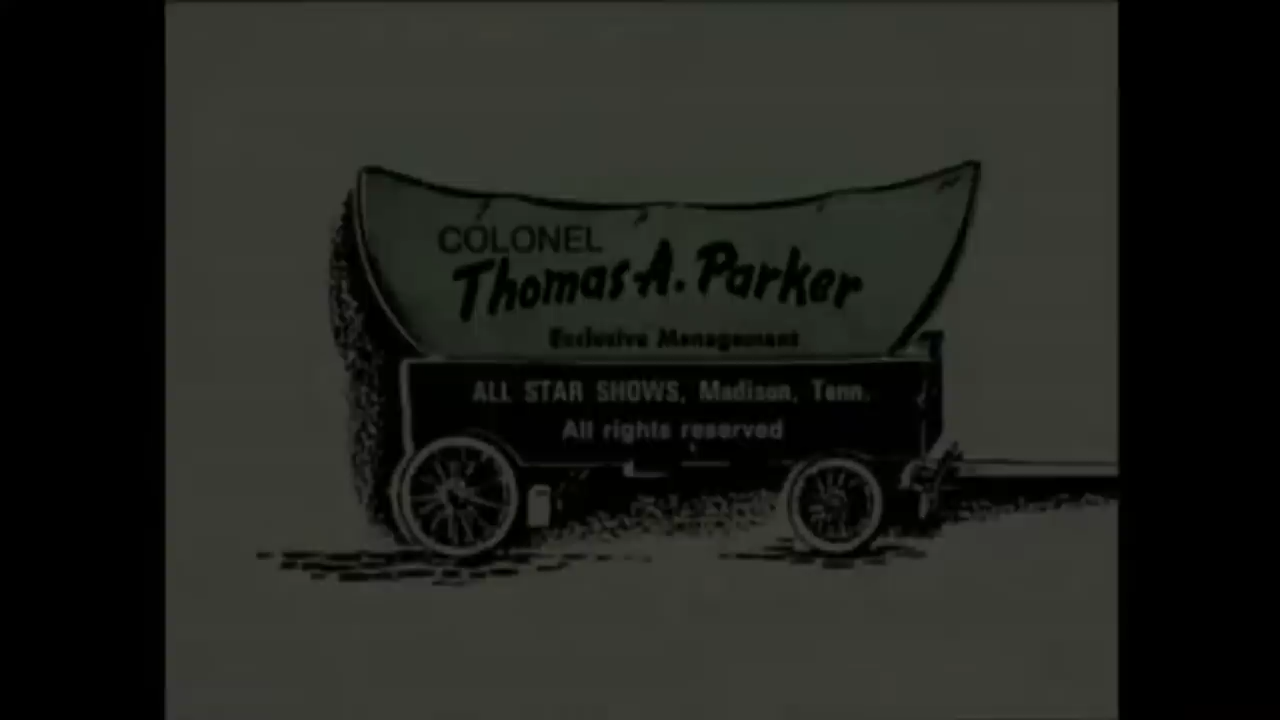 COLONEL
Thomas A. Parker
Exclusive Management
ALL STAR SHOWS, Madison, Tenn.
All rights reserved